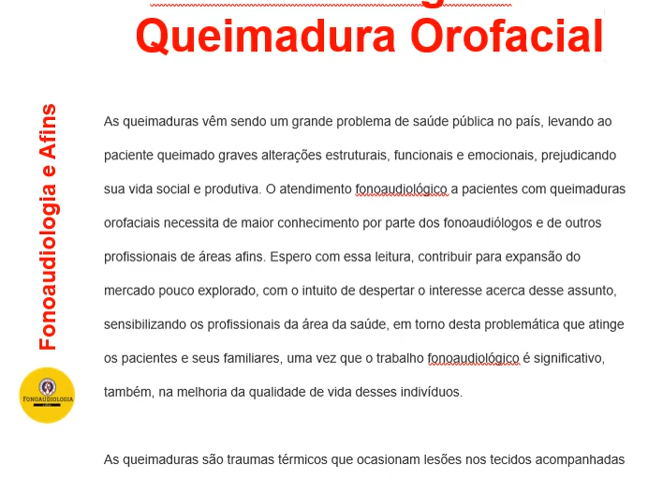 Queimadura Orofacial
As queimaduras vêm sendo um grande problema de saúde pública no país, levando ao
paciente queimado graves alterações estruturais, funcionais e emocionais, prejudicando
sua vida social e produtiva. O atendimento fonoaudiológico a pacientes com queimaduras
orofaciais necessita de maior conhecimento por parte dos fonoaudiólogos e de outros
profissionais de áreas afins. Espero com essa leitura, contribuir para expansão do
mercado pouco explorado, com o intuito de despertar o interesse acerca desse assunto,
sensibilizando os profissionais da área da saúde, em torno desta problemática que atinge
os pacientes e seus familiares, uma vez que o trabalho fonoaudiológico é significativo,
também, na melhoria da qualidade de vida desses indivíduos.
As queimaduras são traumas térmicos que ocasionam lesões nos tecidos acompanhadas
Fonoaudiologia e Afins
FONOAUDIOLOGIA